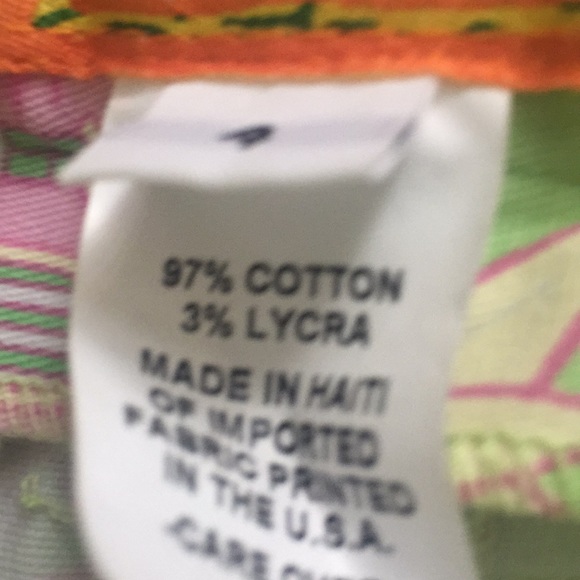 4
97% COTTON
3% LYCRA
MADE IN HAITI
OF IMPORTED
FABRIC PRINTED
IN THE U.S.A.
-CARE